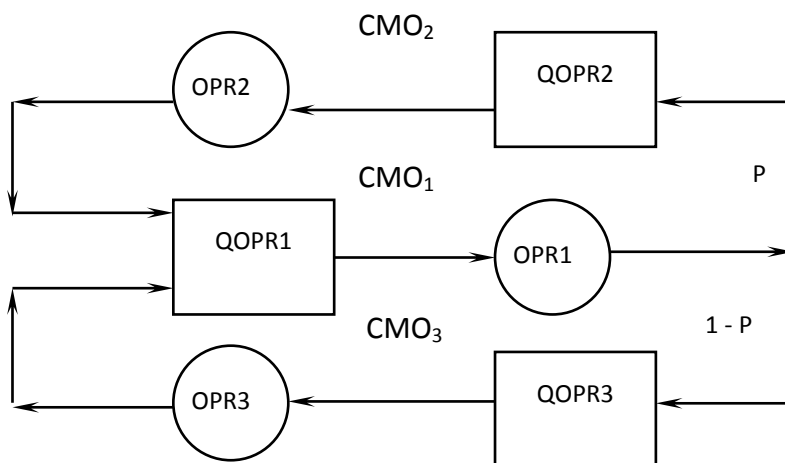 CMO₂
OPR2
QOPR2
P
CMO₁
QOPR1
OPR1
1 - P
CMO₃
OPR3
QOPR3